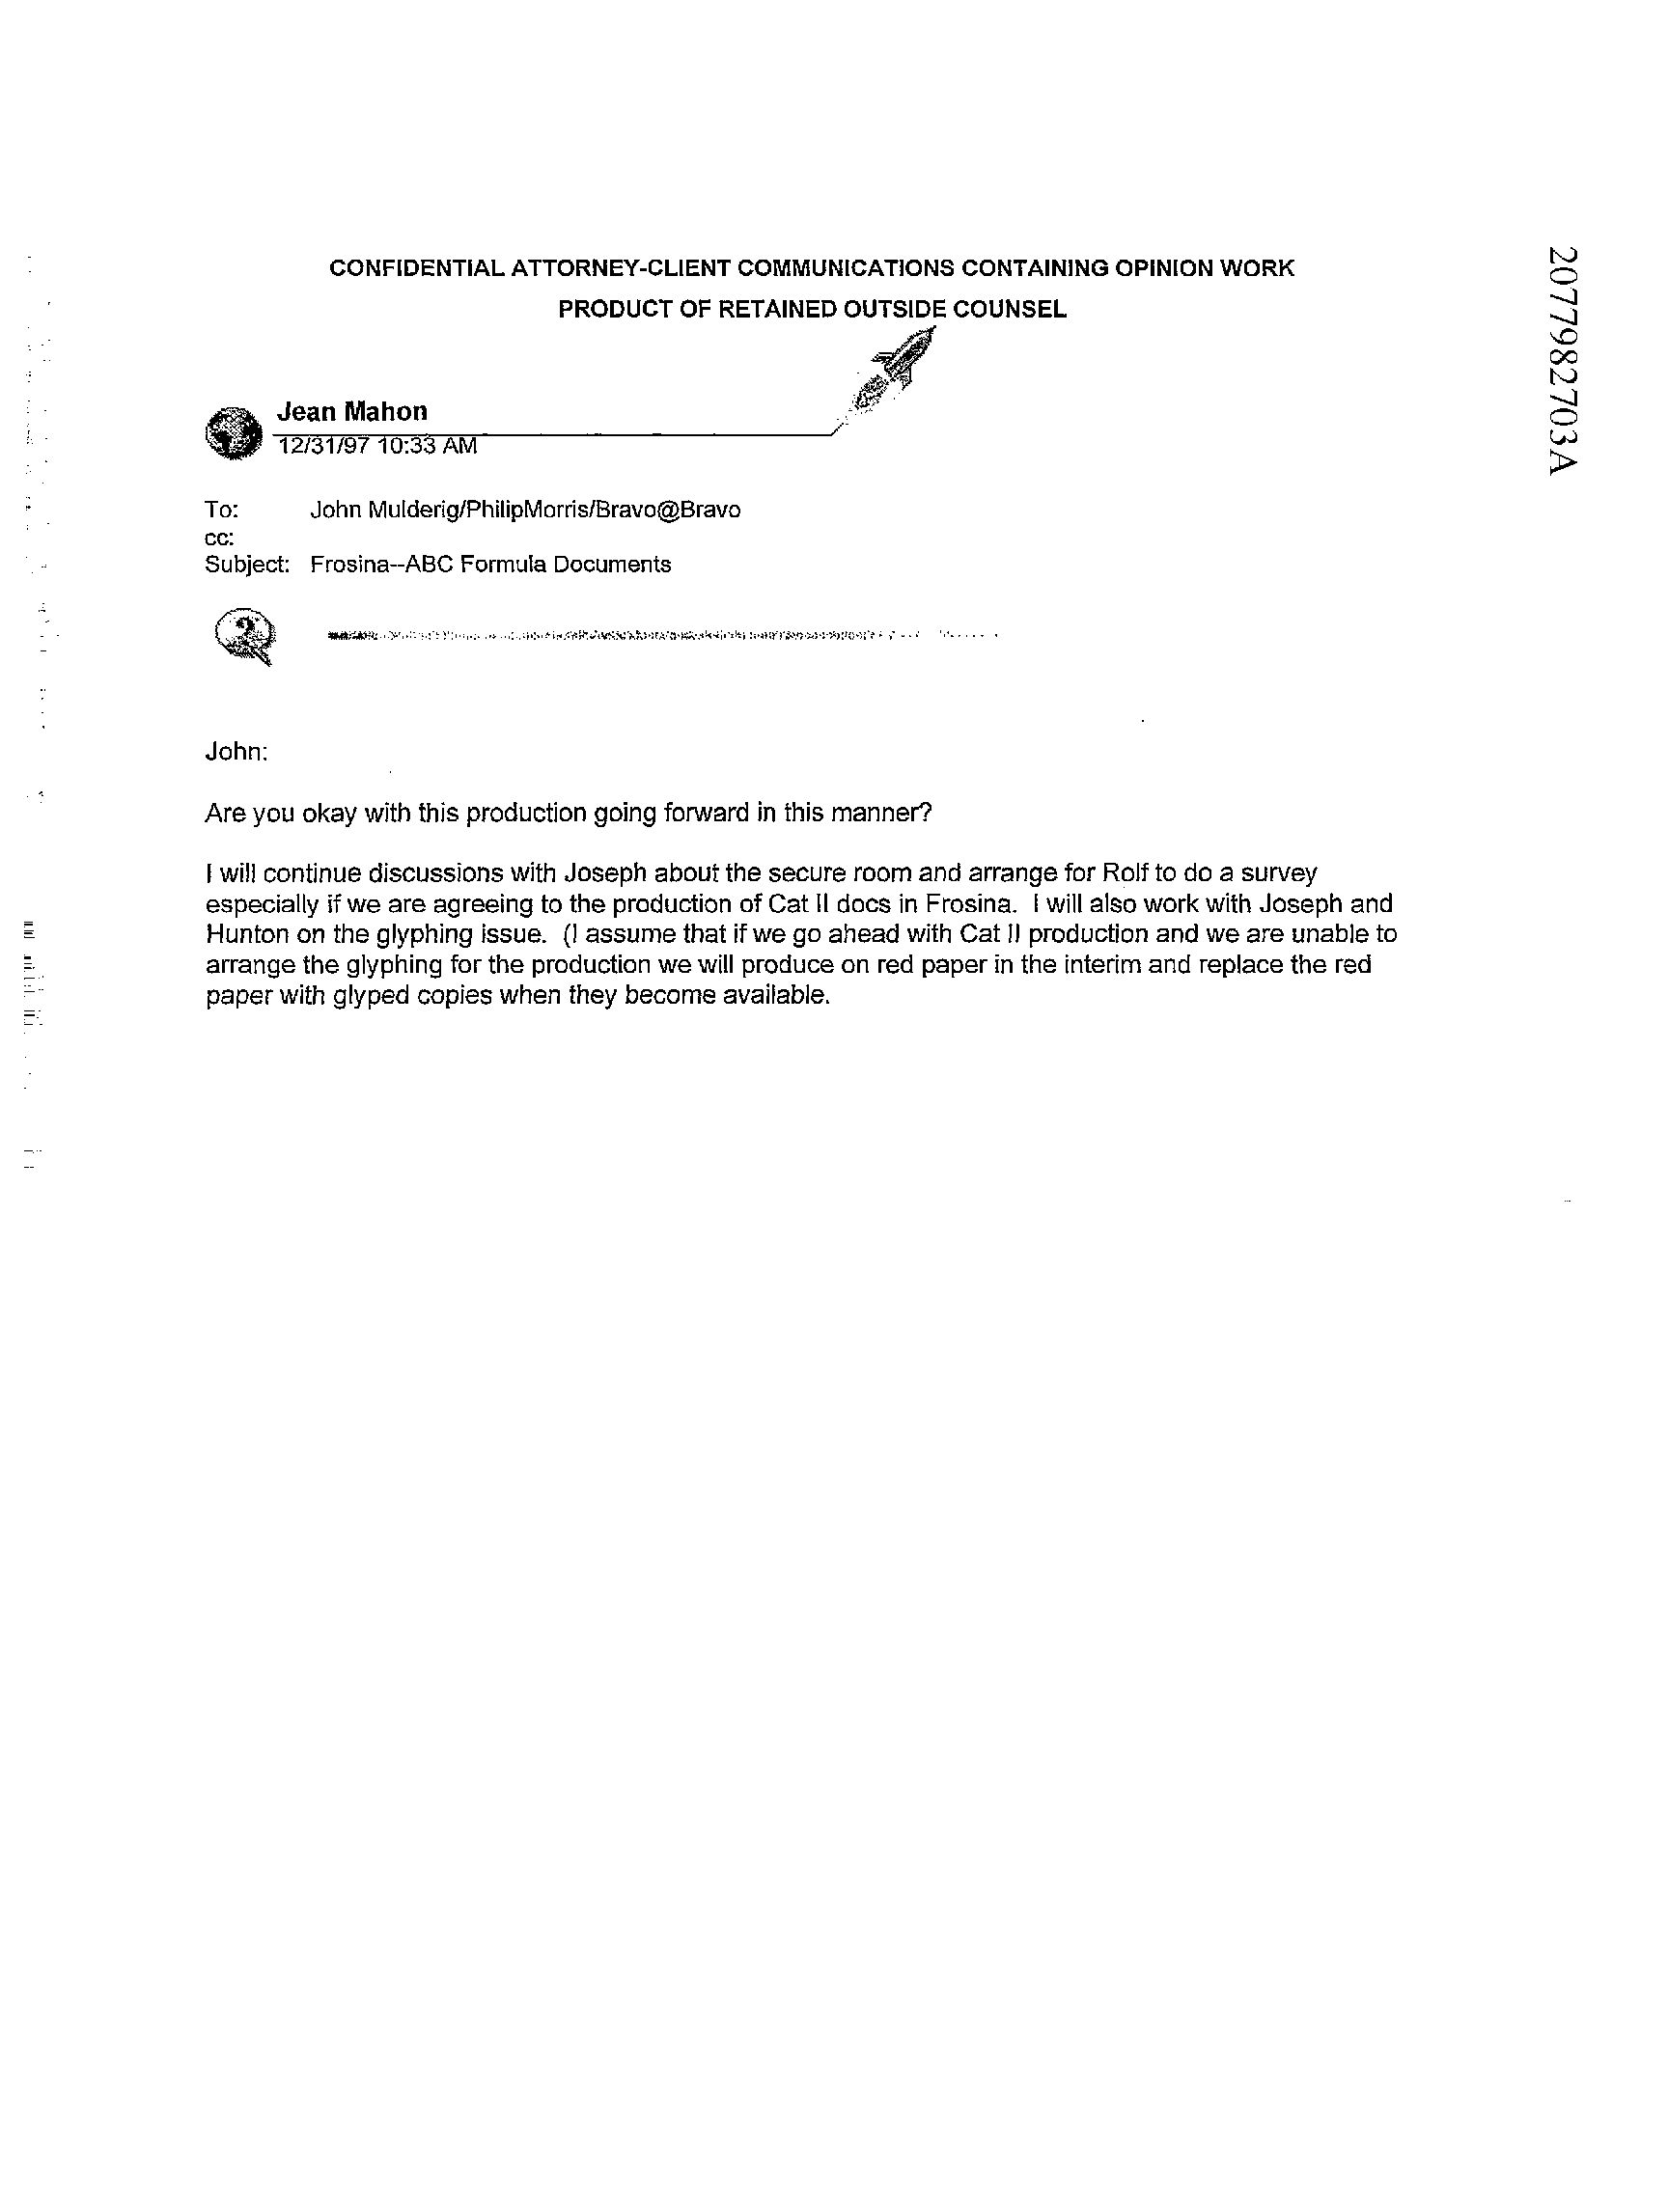 CONFIDENTIAL ATTORNEY-CLIENT COMMUNICATIONS CONTAINING OPINION WORK
PRODUCT OF RETAINED OUTSIDE COUNSEL
2077982703A
Jean Mahon
12/31/97 10:33 AM
To: John Mulderig/PhilipMorris/Bravo@Bravo
cc:
Subject: Frosina--ABC Formula Documents
?
John:
Are you okay with this production going forward in this manner?
I will continue discussions with Joseph about the secure room and arrange for Rolf to do a survey
especially if we are agreeing to the production of Cat II docs in Frosina. I will also work with Joseph and
Hunton on the glyphing issue. (I assume that if we go ahead with Cat II production and we are unable to
arrange the glyphing for the production we will produce on red paper in the interim and replace the red
paper with glyped copies when they become available.